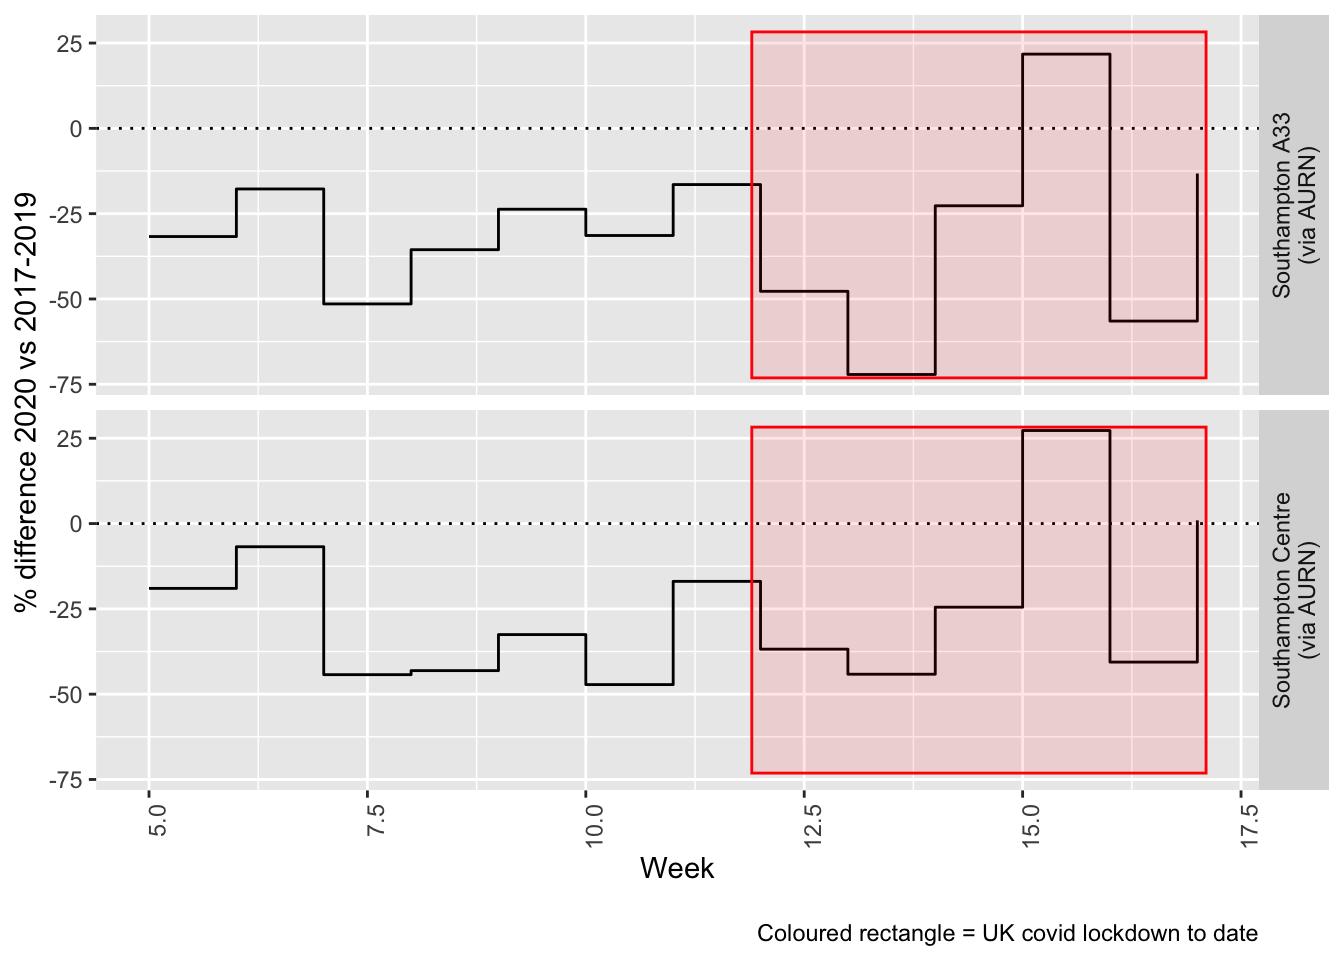 % difference 2020 vs 2017-2019
25
0
-25
-50
-75
Southampton A33
(via AURN)
25
0
-25
-50
-75
Southampton Centre
(via AURN)
5.0
7.5
10.0
12.5
15.0
17.5
Week
Coloured rectangle = UK covid lockdown to date